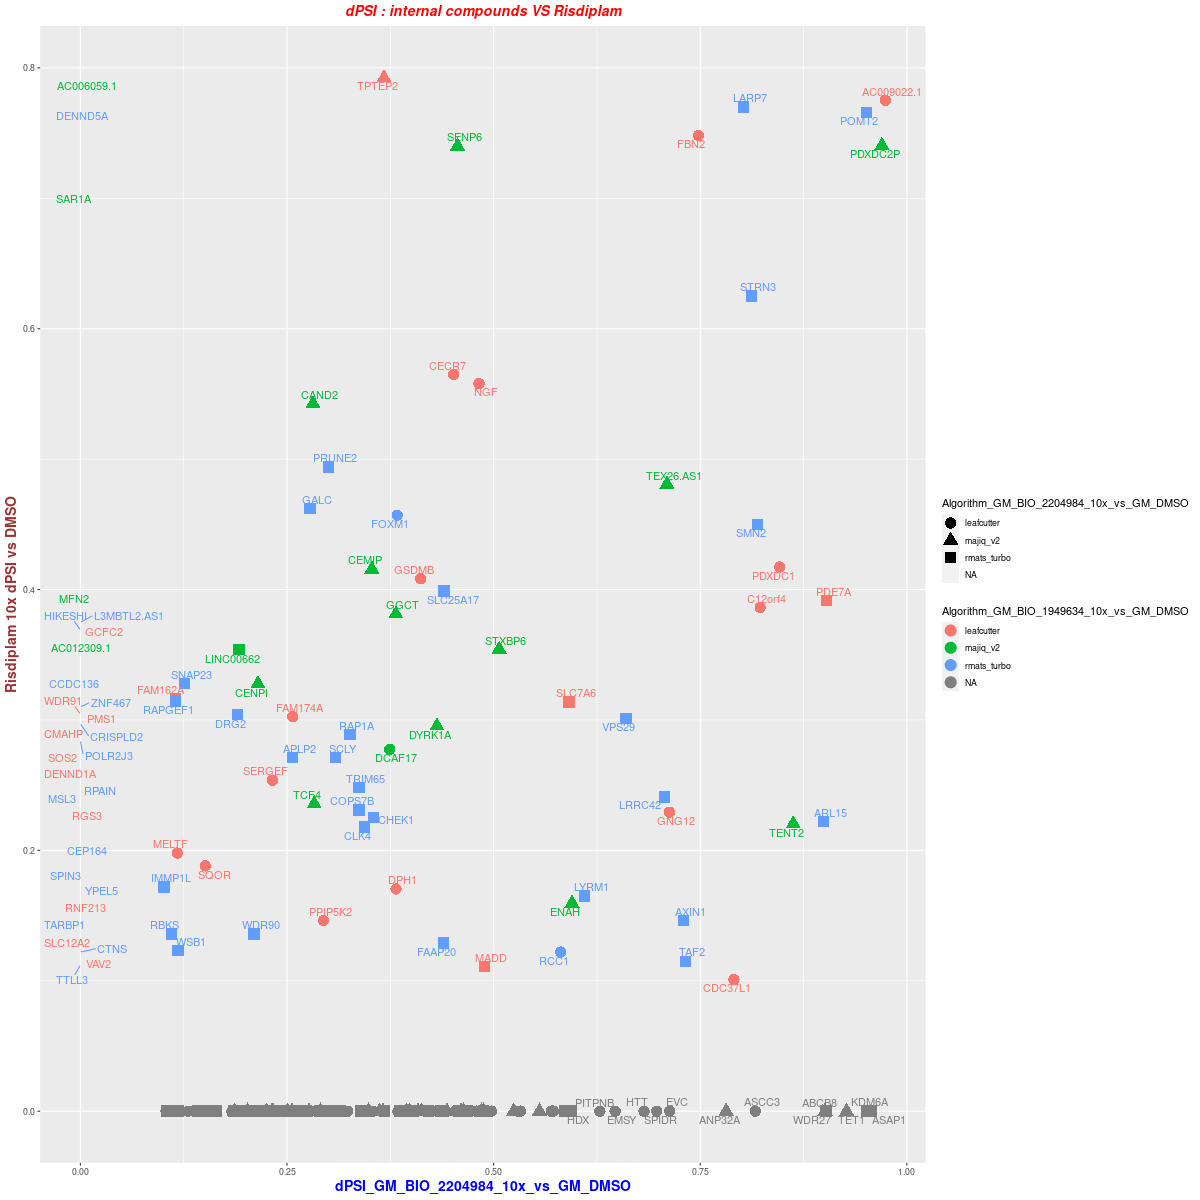 dPSI : internal compounds VS Risdiplam
Risdiplam 10x dPSI vs DMSO
0.8
0.6
0.4
0.2
0.0
AC006059.1
TPTEP2
AC009022.1
LARP7
DENND5A
POMT2
SENP6
FBN2
PDXDC2P
SAR1A
STRN3
CECR7
NGF
CAND2
PRUNE2
TEX26.AS1
GALC
FOXM1
SMN2
CEMIP
GSDMB
PDXDC1
PDE7A
MFN2
SLC25A17
C12orf4
GGCT
HIKESHI
L3MBTL2.AS1
GCFC2
STXBP6
AC012309.1
LINC00662
SNAP23
CCDC136
FAM162A
CENPI
SLC7A6
WDR91
ZNF467
RAPGEF1
FAM174A
PMS1
DRG2
RAP1A
VPS29
CMAHP
CRISPLD2
DYRK1A
APLP2
SCLY
SOS2
POLR2J3
DCAF17
DENND1A
SERGEF
TRIM65
RPAIN
TCF4
MSL3
COPS7B
LRRC42
RGS3
CHEK1
GNG12
ARL15
CLK4
TENT2
MELTF
CEP164
SPIN3
IMMP1L
SQOR
YPEL5
DPH1
LYRM1
RNF213
PPIP5K2
ENAH
AXIN1
TARBP1
RBKS
WDR90
SLC12A2
CTNS
WSB1
FAAP20
TAF2
VAV2
MADD
RCC1
TTLL3
CDC37L1
PITPNB
HTT
EVC
ASCC3
ABCB8
KDM6A
HDX
EMSY
SPIDR
ANP32A
WDR27
TET1
ASAP1
0.00
0.25
0.50
0.75
1.00
dPSI_GM_BIO_2204984_10x_vs_GM_DMSO
Algorithm_GM_BIO_2204984_10x_vs_GM_DMSO
leafcutter
majiq_v2
rmats_turbo
NA
Algorithm_GM_BIO_1949634_10x_vs_GM_DMSO
leafcutter
majiq_v2
rmats_turbo
NA